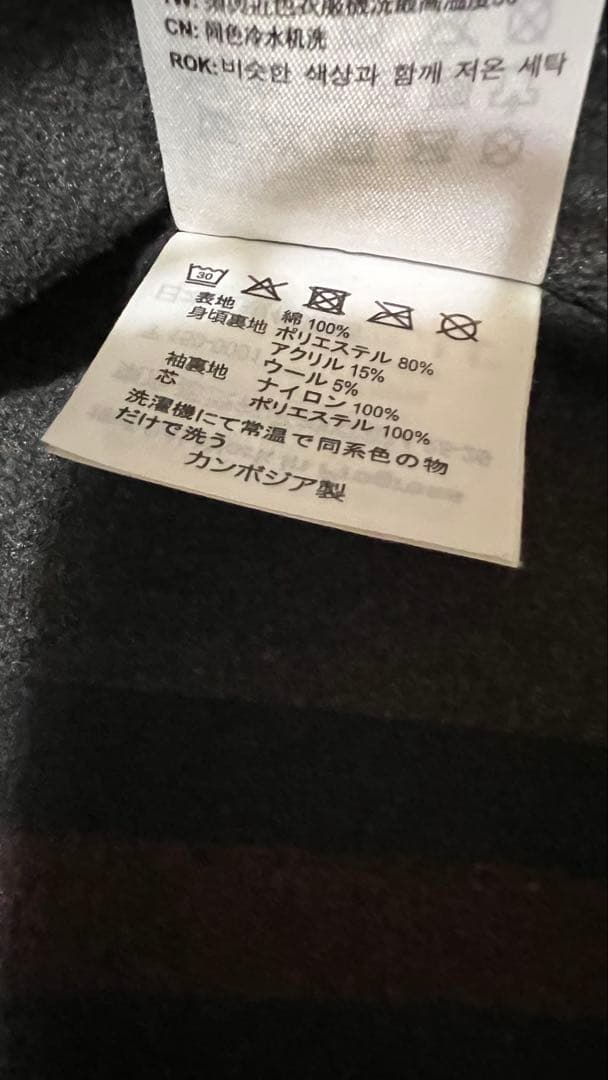 CN: 同色冷水机洗
ROK:비슷한 색상과 함께 저온 세탁
30
表地 綿 100%
身頃裏地 ポリエステル 80%
アクリル 15%
ウール 5%
袖裏地 ナイロン 100%
芯 ポリエステル 100%
洗濯機にて常温で同系色の物
だけで洗う
カンボジア製